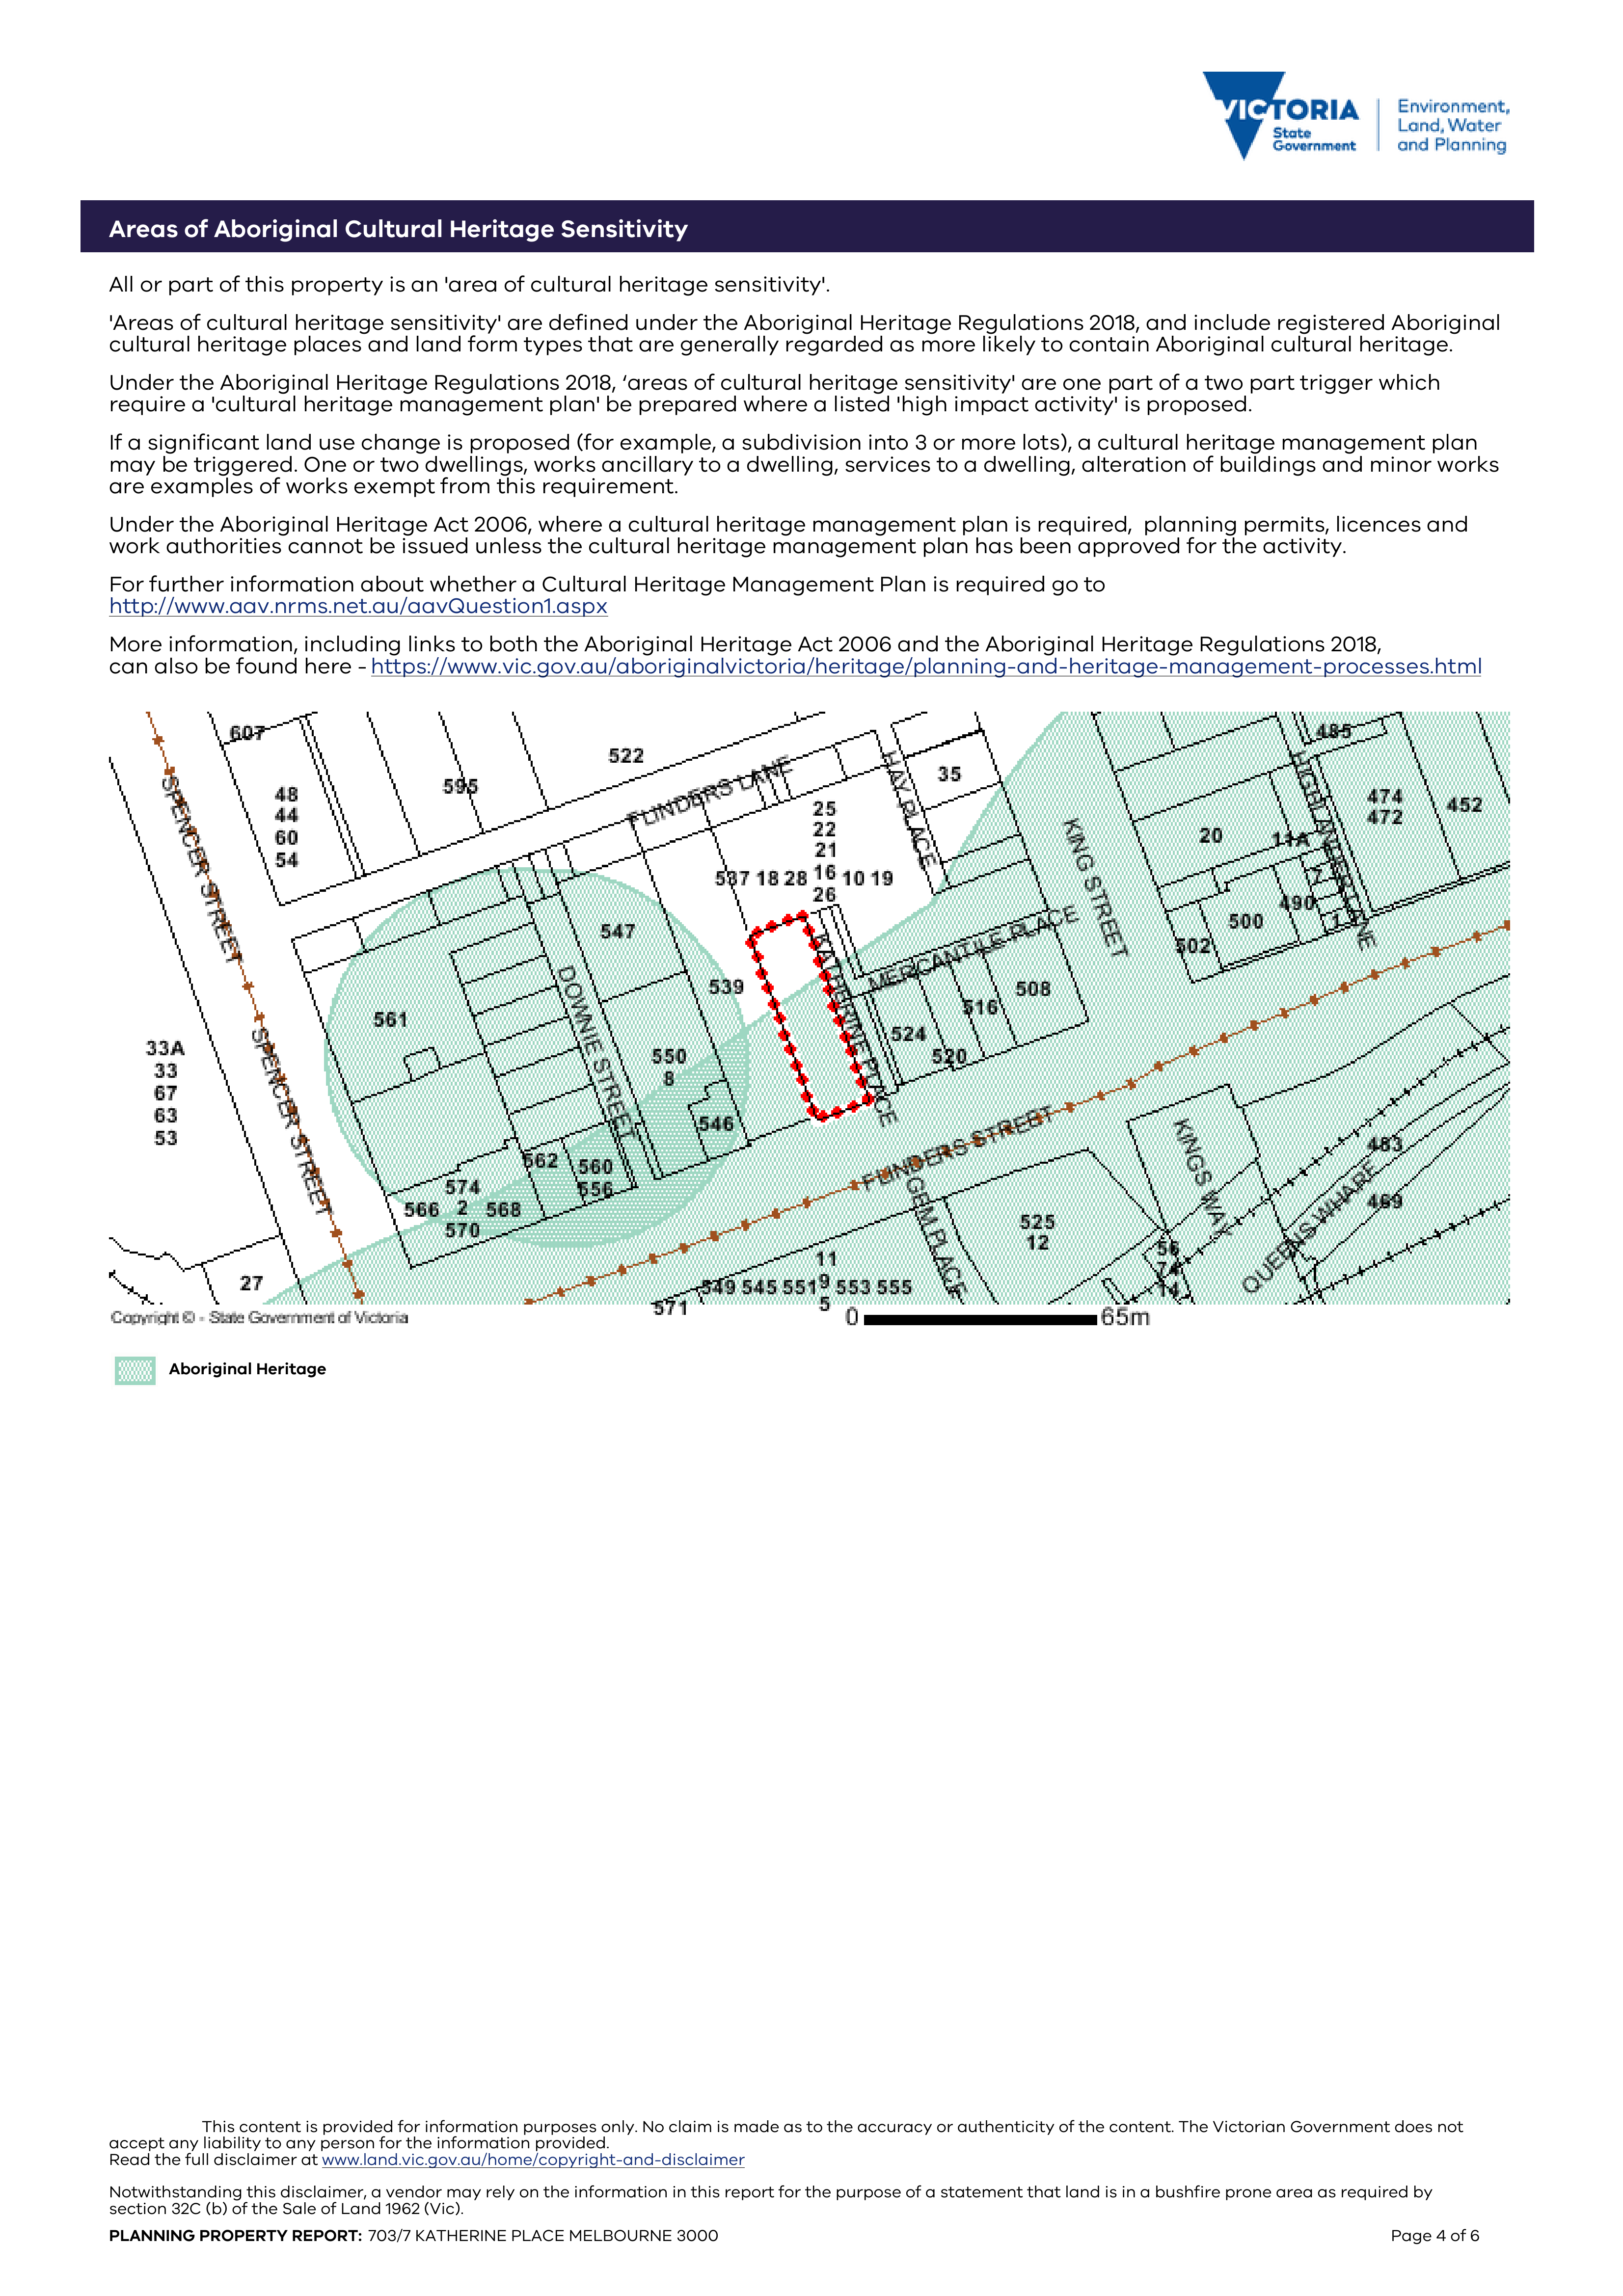 VICTORIA
State
Government
Environment,
Land, Water
and Planning
Areas of Aboriginal Cultural Heritage Sensitivity
All or part of this property is an 'area of cultural heritage sensitivity'.
'Areas of cultural heritage sensitivity' are defined under the Aboriginal Heritage Regulations 2018, and include registered Aboriginal
cultural heritage places and land form types that are generally regarded as more likely to contain Aboriginal cultural heritage.
Under the Aboriginal Heritage Regulations 2018, ‘areas of cultural heritage sensitivity' are one part of a two part trigger which
require a 'cultural heritage management plan' be prepared where a listed 'high impact activity' is proposed.
If a significant land use change is proposed (for example, a subdivision into 3 or more lots), a cultural heritage management plan
may be triggered. One or two dwellings, works ancillary to a dwelling, services to a dwelling, alteration of buildings and minor works
are examples of works exempt from this requirement.
Under the Aboriginal Heritage Act 2006, where a cultural heritage management plan is required, planning permits, licences and
work authorities cannot be issued unless the cultural heritage management plan has been approved for the activity.
For further information about whether a Cultural Heritage Management Plan is required go to
http://www.aav.nrms.net.au/aavQuestion1.aspx
More information, including links to both the Aboriginal Heritage Act 2006 and the Aboriginal Heritage Regulations 2018,
can also be found here - https://www.vic.gov.au/aboriginalvictoria/heritage/planning-and-heritage-management-processes.html
607
522
485
FLINDERS LANE
HAY PLACE
35
SPENCER STREET
48
44
60
54
595
25
22
21
537 18 28 16 10 19
26
KING STREET
HIGHLANDER LANE
474
472
452
20
11A
7
490
1
500
502
547
KATHERINE PLACE
MERCANTILE PLACE
539
DOWNIE STREET
508
516
561
524
520
33A
33
67
63
53
SPENCER STREET
550
8
546
FLINDERS STREET
KINGS WAY
483
562
560
556
574
566 2 568
570
GEM PLACE
525
12
QUEENS WHARF
469
56
74
14
27
11
549 545 551 9 553 555
5
571
Copyright © - State Government of Victoria
0
65m
Aboriginal Heritage
This content is provided for information purposes only. No claim is made as to the accuracy or authenticity of the content. The Victorian Government does not
accept any liability to any person for the information provided.
Read the full disclaimer at www.land.vic.gov.au/home/copyright-and-disclaimer
Notwithstanding this disclaimer, a vendor may rely on the information in this report for the purpose of a statement that land is in a bushfire prone area as required by
section 32C (b) of the Sale of Land 1962 (Vic).
PLANNING PROPERTY REPORT: 703/7 KATHERINE PLACE MELBOURNE 3000
Page 4 of 6